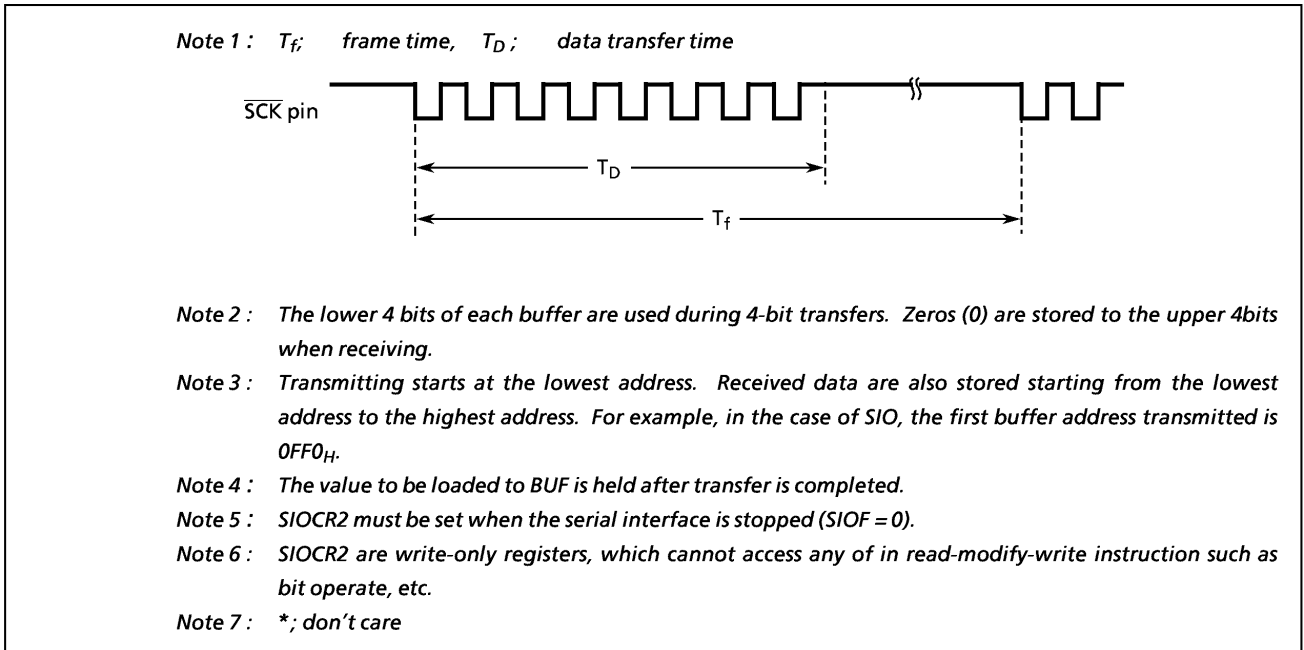 Note 1 : Tf; frame time, TD ; data transfer time
SCK pin
TD
Tf
Note 2 : The lower 4 bits of each buffer are used during 4-bit transfers. Zeros (0) are stored to the upper 4bits
when receiving.
Note 3 : Transmitting starts at the lowest address. Received data are also stored starting from the lowest
address to the highest address. For example, in the case of SIO, the first buffer address transmitted is
0FF0H.
Note 4 : The value to be loaded to BUF is held after transfer is completed.
Note 5 : SIOCR2 must be set when the serial interface is stopped (SIOF = 0).
Note 6 : SIOCR2 are write-only registers, which cannot access any of in read-modify-write instruction such as
bit operate, etc.
Note 7 : *; don't care